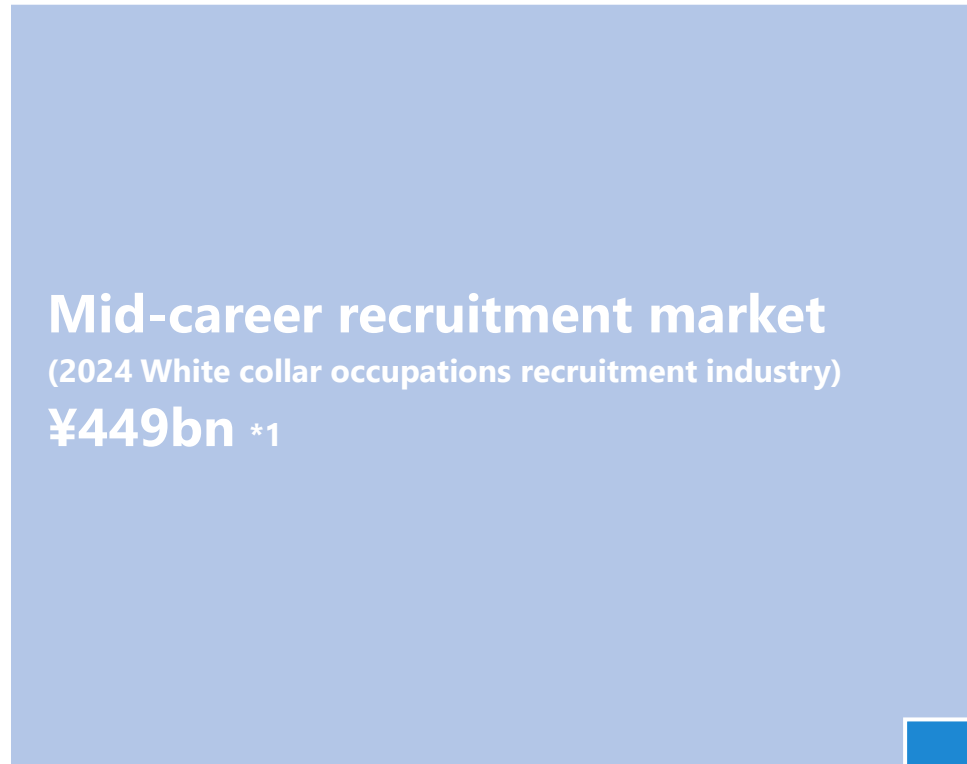 Mid-career recruitment market
(2024 White collar occupations recruitment industry)
¥449bn *1